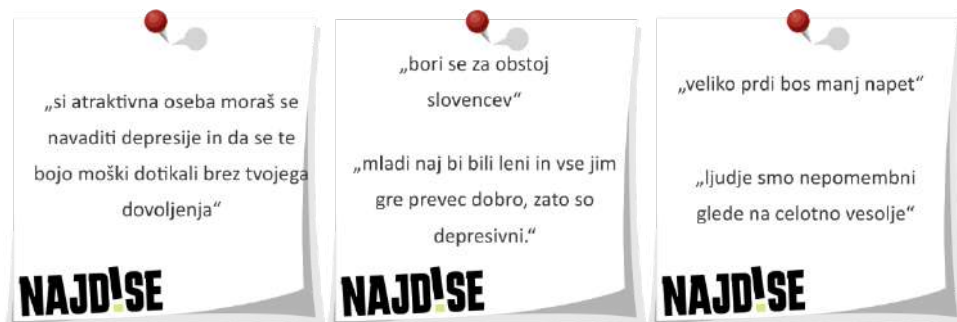 „si atraktivna oseba moraš se
navaditi depresije in da se te
bojo moški dotikali brez tvojega
dovoljenja“
NAJD!SE
„bori se za obstoj
slovencev“
„mladi naj bi bili leni in vse jim
gre prevec dobro, zato so
depresivni.“
NAJD!SE
„veliko prdi bos manj napet“
„ljudje smo nepomembni
glede na celotno vesolje“
NAJD!SE